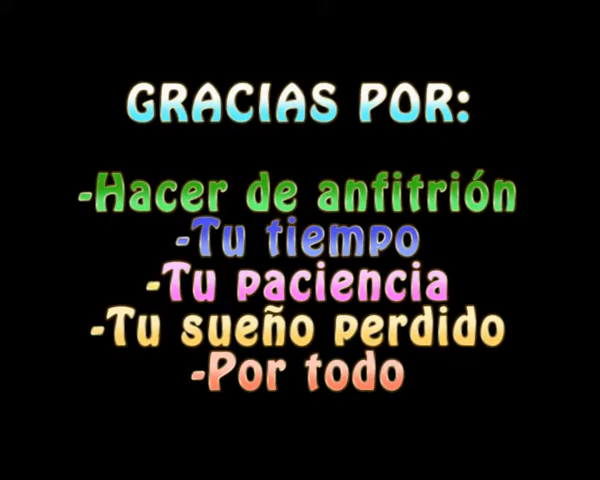 GRACIAS POR:
-Hacer de anfitrión
-Tu tiempo
-Tu paciencia
-Tu sueño perdido
-Por todo